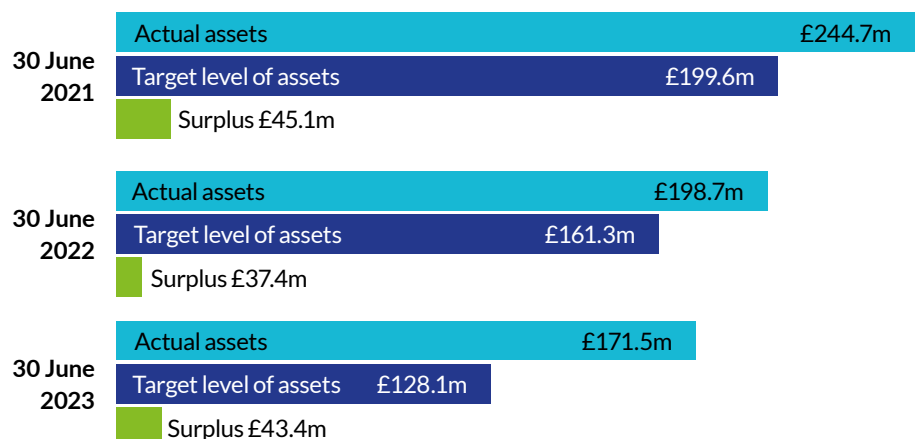 30 June
2021
Actual assets £244.7m
Target level of assets £199.6m
Surplus £45.1m
30 June
2022
Actual assets £198.7m
Target level of assets £161.3m
Surplus £37.4m
30 June
2023
Actual assets £171.5m
Target level of assets £128.1m
Surplus £43.4m